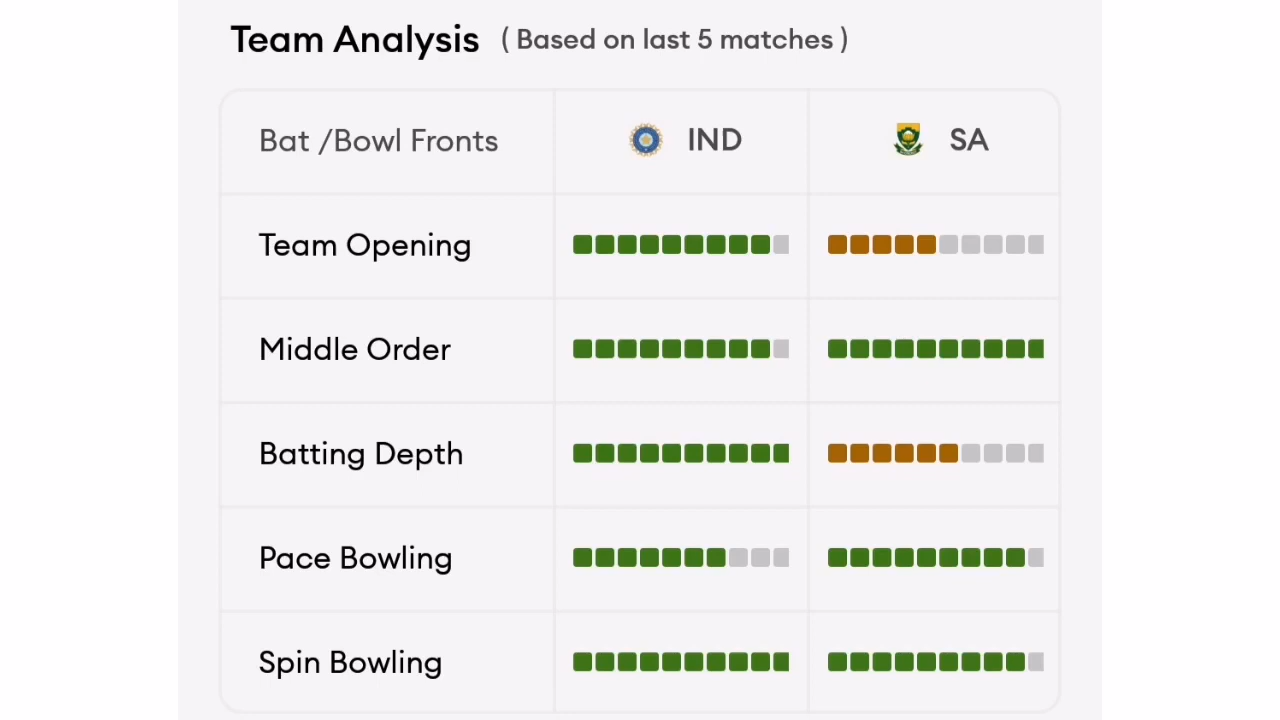 Team Analysis ( Based on last 5 matches )
Bat /Bowl Fronts IND SA
Team Opening
Middle Order
Batting Depth
Pace Bowling
Spin Bowling